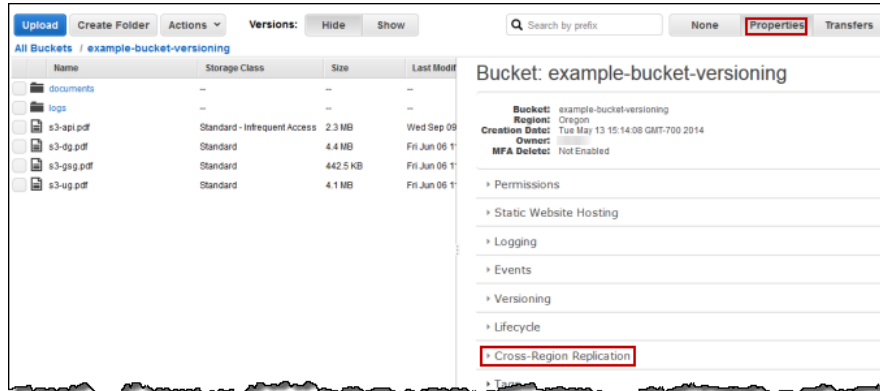 Upload Create Folder Actions Versions: Hide Show Search by prefix None Properties Transfers
All Buckets / example-bucket-versioning
Name Storage Class Size Last Modif
documents -- -- --
logs -- -- --
s3-api.pdf Standard - Infrequent Access 2.3 MB Wed Sep 09
s3-dg.pdf Standard 4.4 MB Fri Jun 06 1
s3-gsg.pdf Standard 442.5 KB Fri Jun 06 1
s3-ug.pdf Standard 4.1 MB Fri Jun 06 1
Bucket: example-bucket-versioning
Bucket: example-bucket-versioning
Region: Oregon
Creation Date: Tue May 13 15:14:08 GMT-700 2014
Owner:
MFA Delete: Not Enabled
Permissions
Static Website Hosting
Logging
Events
Versioning
Lifecycle
Cross-Region Replication
Tags